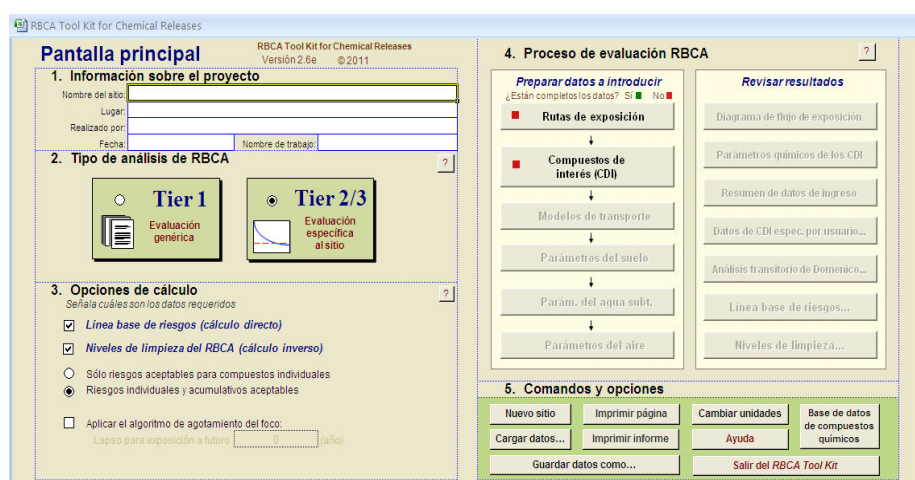 RBCA Tool Kit for Chemical Releases
Pantalla principal
RBCA Tool Kit for Chemical Releases
Versión 2.6e ©2011
1. Información sobre el proyecto
Nombre del sitio:
Lugar:
Realizado por:
Fecha:
Nombre de trabajo:
2. Tipo de análisis de RBCA
?
Tier 1
Evaluación
genérica
Tier 2/3
Evaluación
específica
al sitio
3. Opciones de cálculo
?
Señala cuáles son los datos requeridos
Línea base de riesgos (cálculo directo)
Niveles de limpieza del RBCA (cálculo inverso)
Sólo riesgos aceptables para compuestos individuales
Riesgos individuales y acumulativos aceptables
Aplicar el algoritmo de agotamiento del foco:
Lapso para exposición a futuro 0 (año)
4. Proceso de evaluación RBCA
?
Preparar datos a introducir
¿Están completos los datos? Sí No
Rutas de exposición
Compuestos de
interés (CDI)
Modelos de transporte
Parámetros del suelo
Parám. del aqua subt.
Parámetros del aire
Revisar resultados
Diagrama de flujo de exposición
Parámetros químicos de los CDI
Resumen de datos de ingreso
Datos de CDI espec. por usuario...
Análisis transitorio de Domenico...
Línea base de riesgos...
Niveles de limpieza...
5. Comandos y opciones
Nuevo sitio
Imprimir página
Cambiar unidades
Base de datos
de compuestos
químicos
Cargar datos...
Imprimir informe
Ayuda
Guardar datos como...
Salir del RBCA Tool Kit